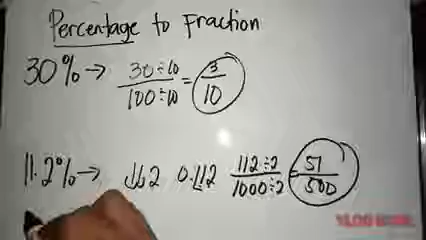 Percentage to Fraction
30% → 30÷10/100÷10 = 3/10
11.2% → 0.112 112÷2/1000÷2 = 51/500